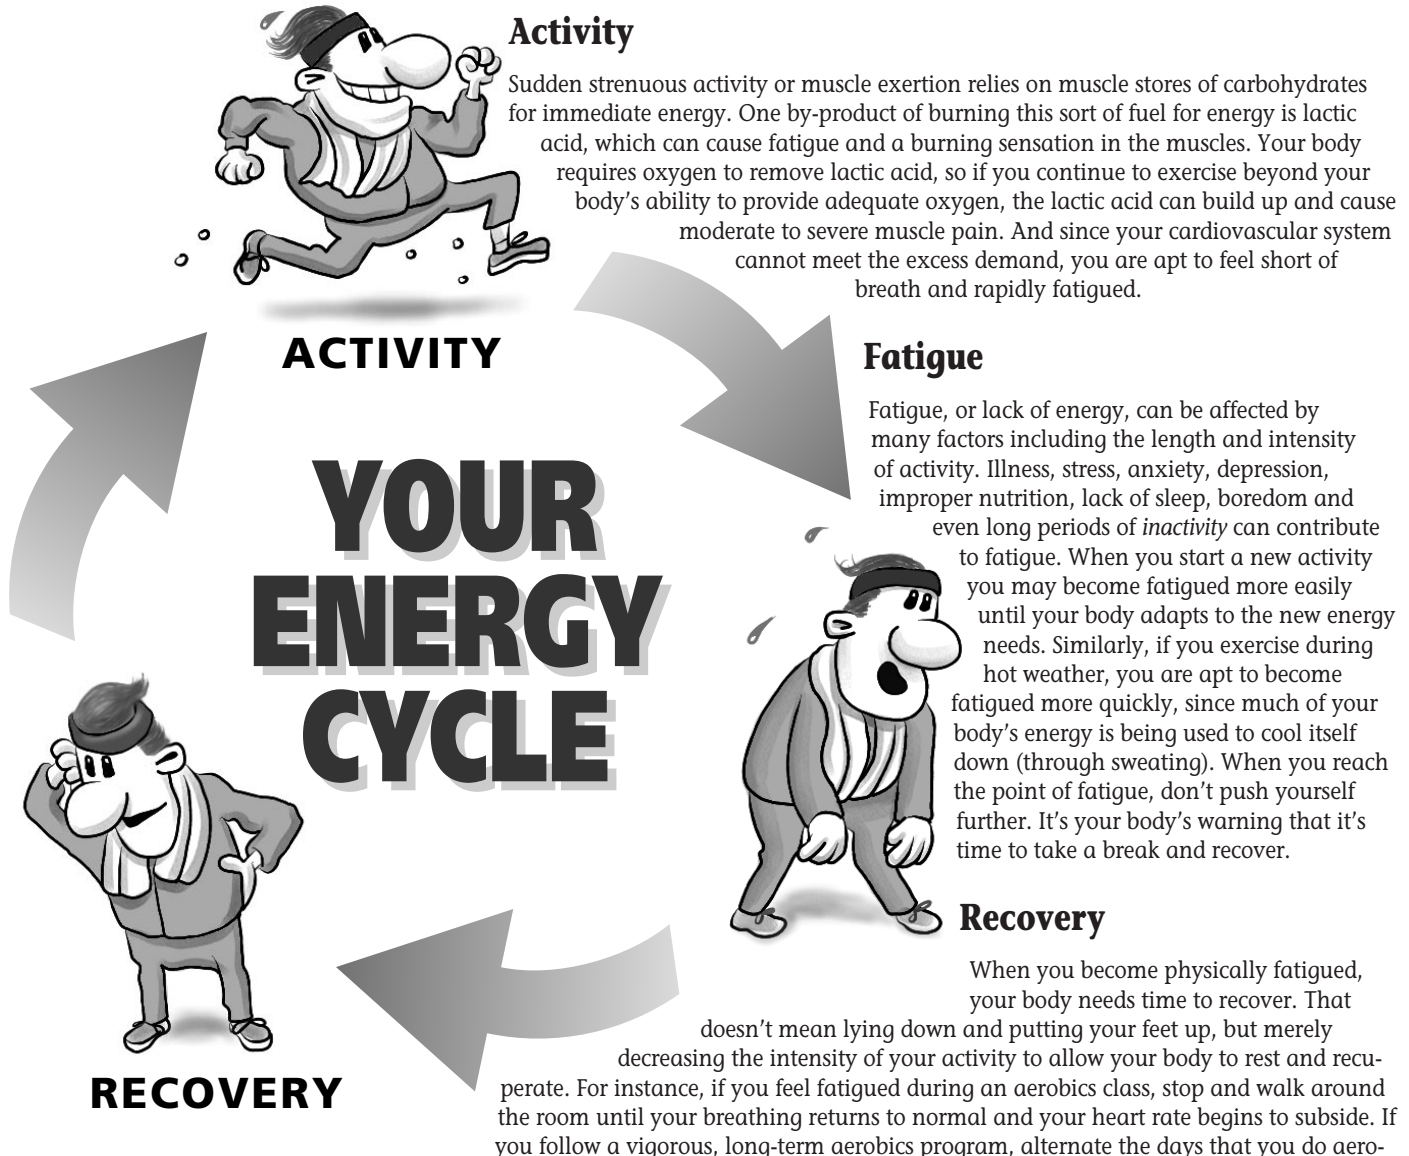 Activity
Sudden strenuous activity or muscle exertion relies on muscle stores of carbohydrates
for immediate energy. One by-product of burning this sort of fuel for energy is lactic
acid, which can cause fatigue and a burning sensation in the muscles. Your body
requires oxygen to remove lactic acid, so if you continue to exercise beyond your
body's ability to provide adequate oxygen, the lactic acid can build up and cause
moderate to severe muscle pain. And since your cardiovascular system
cannot meet the excess demand, you are apt to feel short of
breath and rapidly fatigued.
ACTIVITY
Fatigue
Fatigue, or lack of energy, can be affected by
many factors including the length and intensity
of activity. Illness, stress, anxiety, depression,
improper nutrition, lack of sleep, boredom and
even long periods of inactivity can contribute
to fatigue. When you start a new activity
you may become fatigued more easily
until your body adapts to the new energy
needs. Similarly, if you exercise during
hot weather, you are apt to become
fatigued more quickly, since much of your
body's energy is being used to cool itself
down (through sweating). When you reach
the point of fatigue, don't push yourself
further. It's your body's warning that it's
time to take a break and recover.
YOUR
ENERGY
CYCLE
Recovery
When you become physically fatigued,
your body needs time to recover. That
doesn't mean lying down and putting your feet up, but merely
decreasing the intensity of your activity to allow your body to rest and recu-
perate. For instance, if you feel fatigued during an aerobics class, stop and walk around
the room until your breathing returns to normal and your heart rate begins to subside. If
you follow a vigorous, long-term aerobics program, alternate the days that you do aero-
RECOVERY